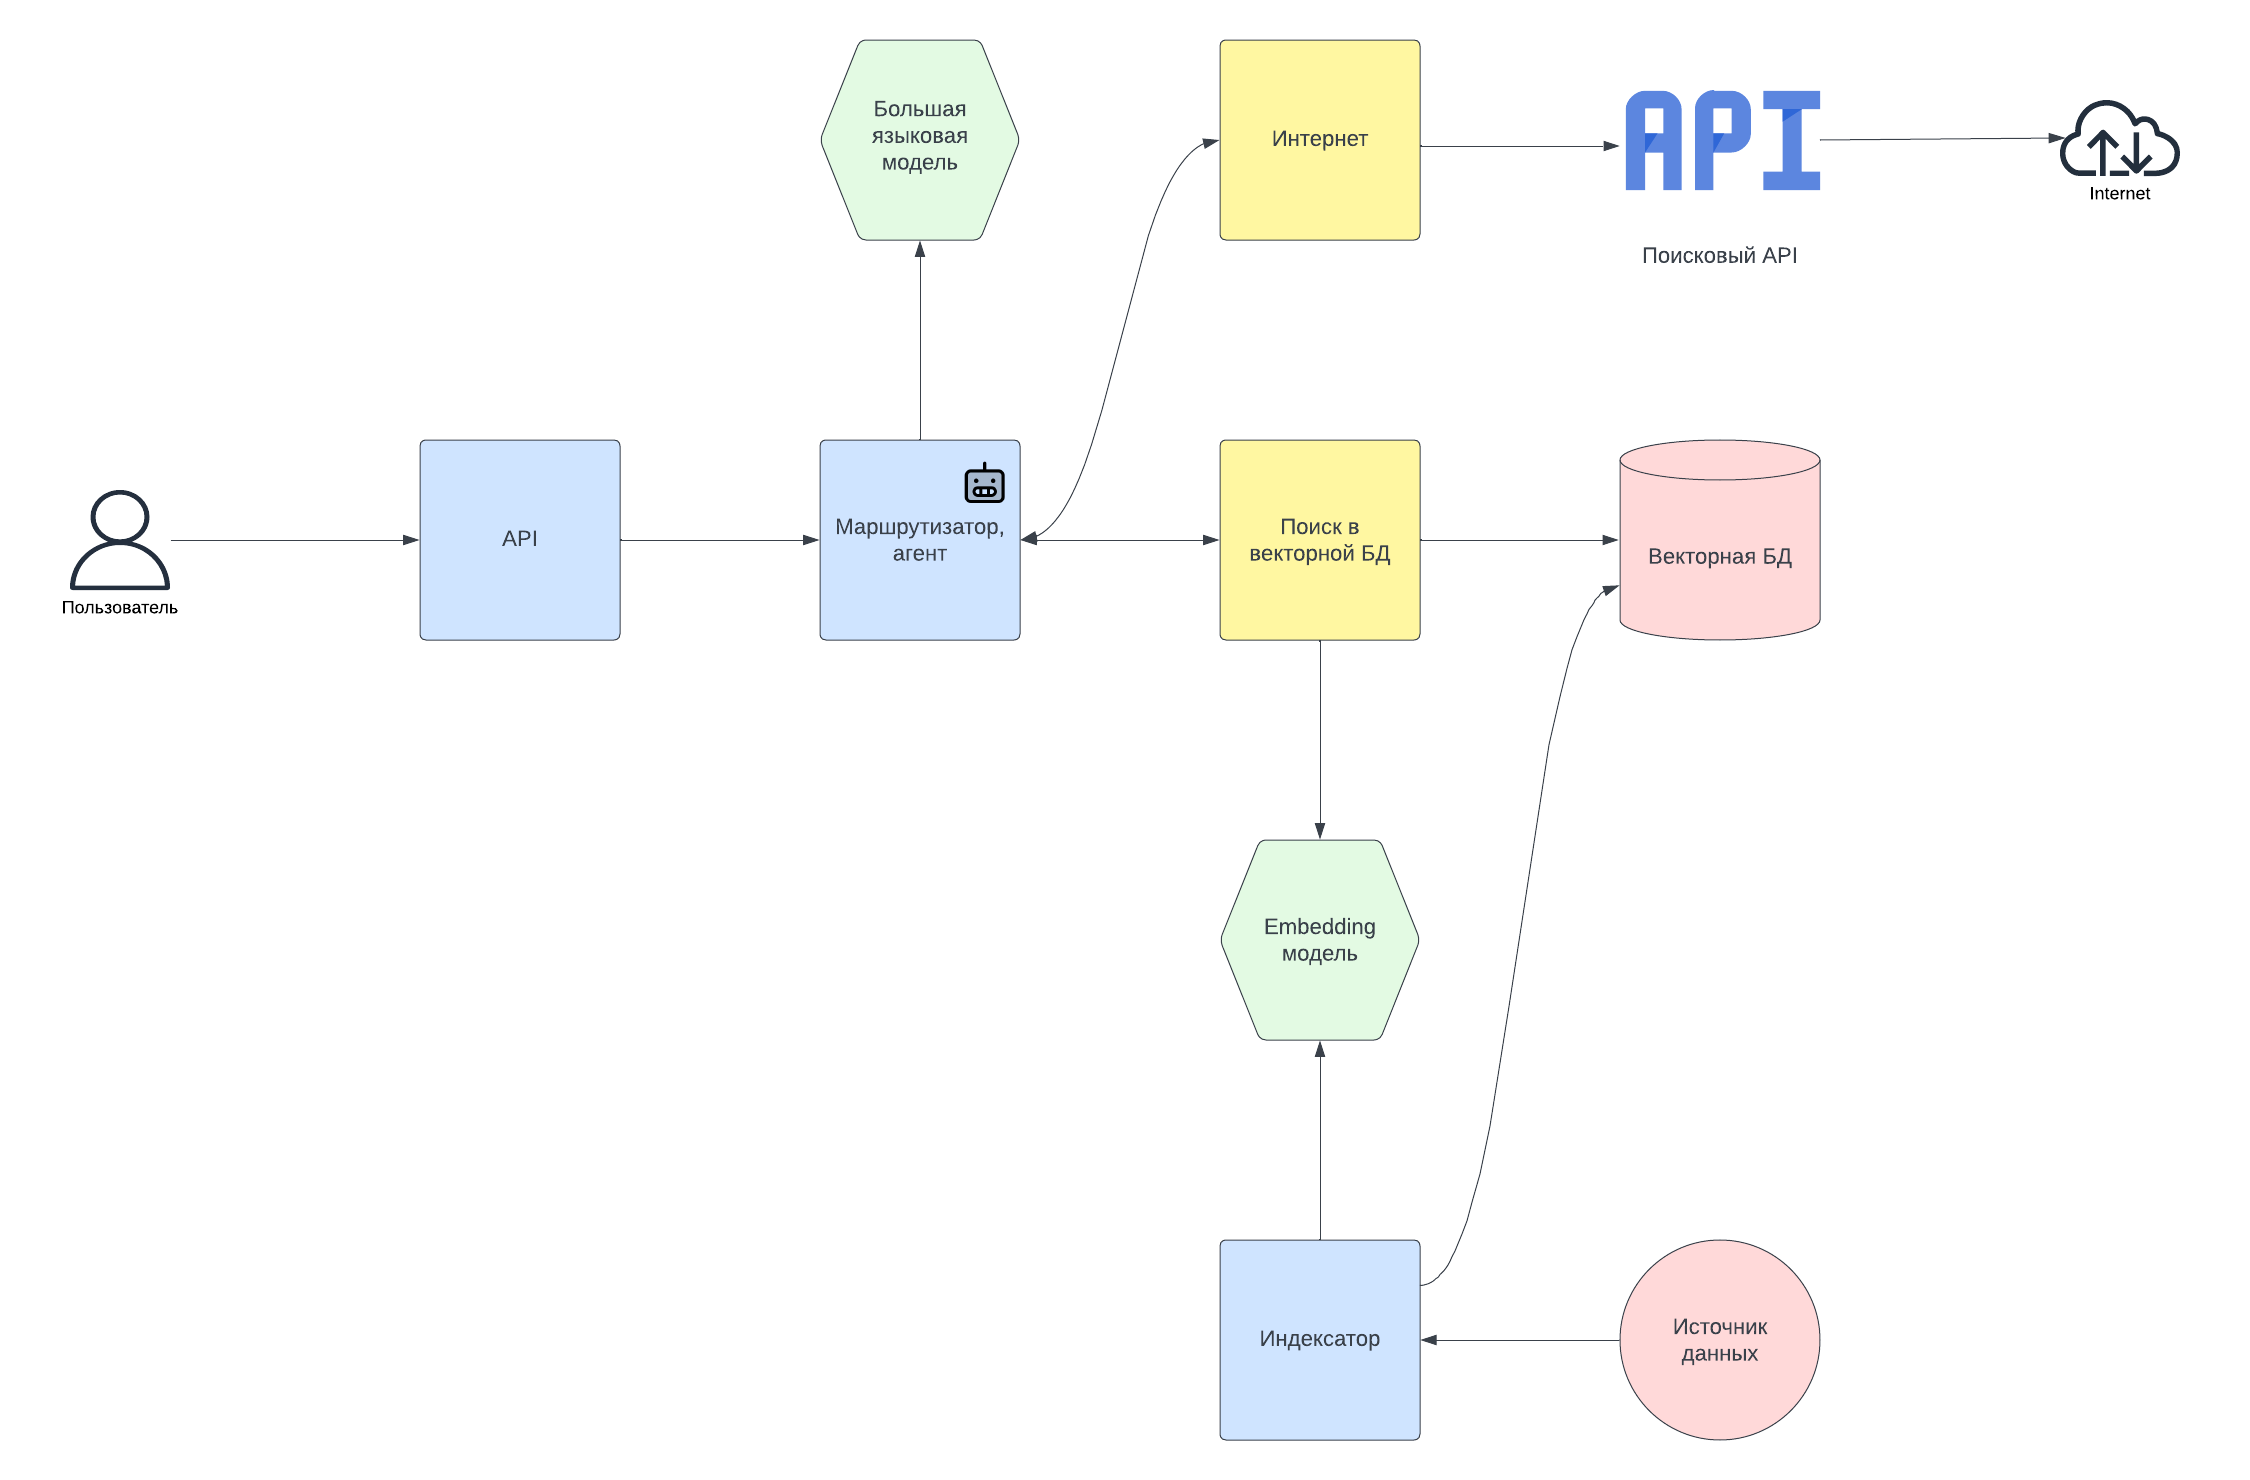 Большая
языковая
модель
Интернет
API
Internet
Поисковый API
Пользователь
API
Маршрутизатор,
агент
Поиск в
векторной БД
Векторная БД
Embedding
модель
Индексатор
Источник
данных